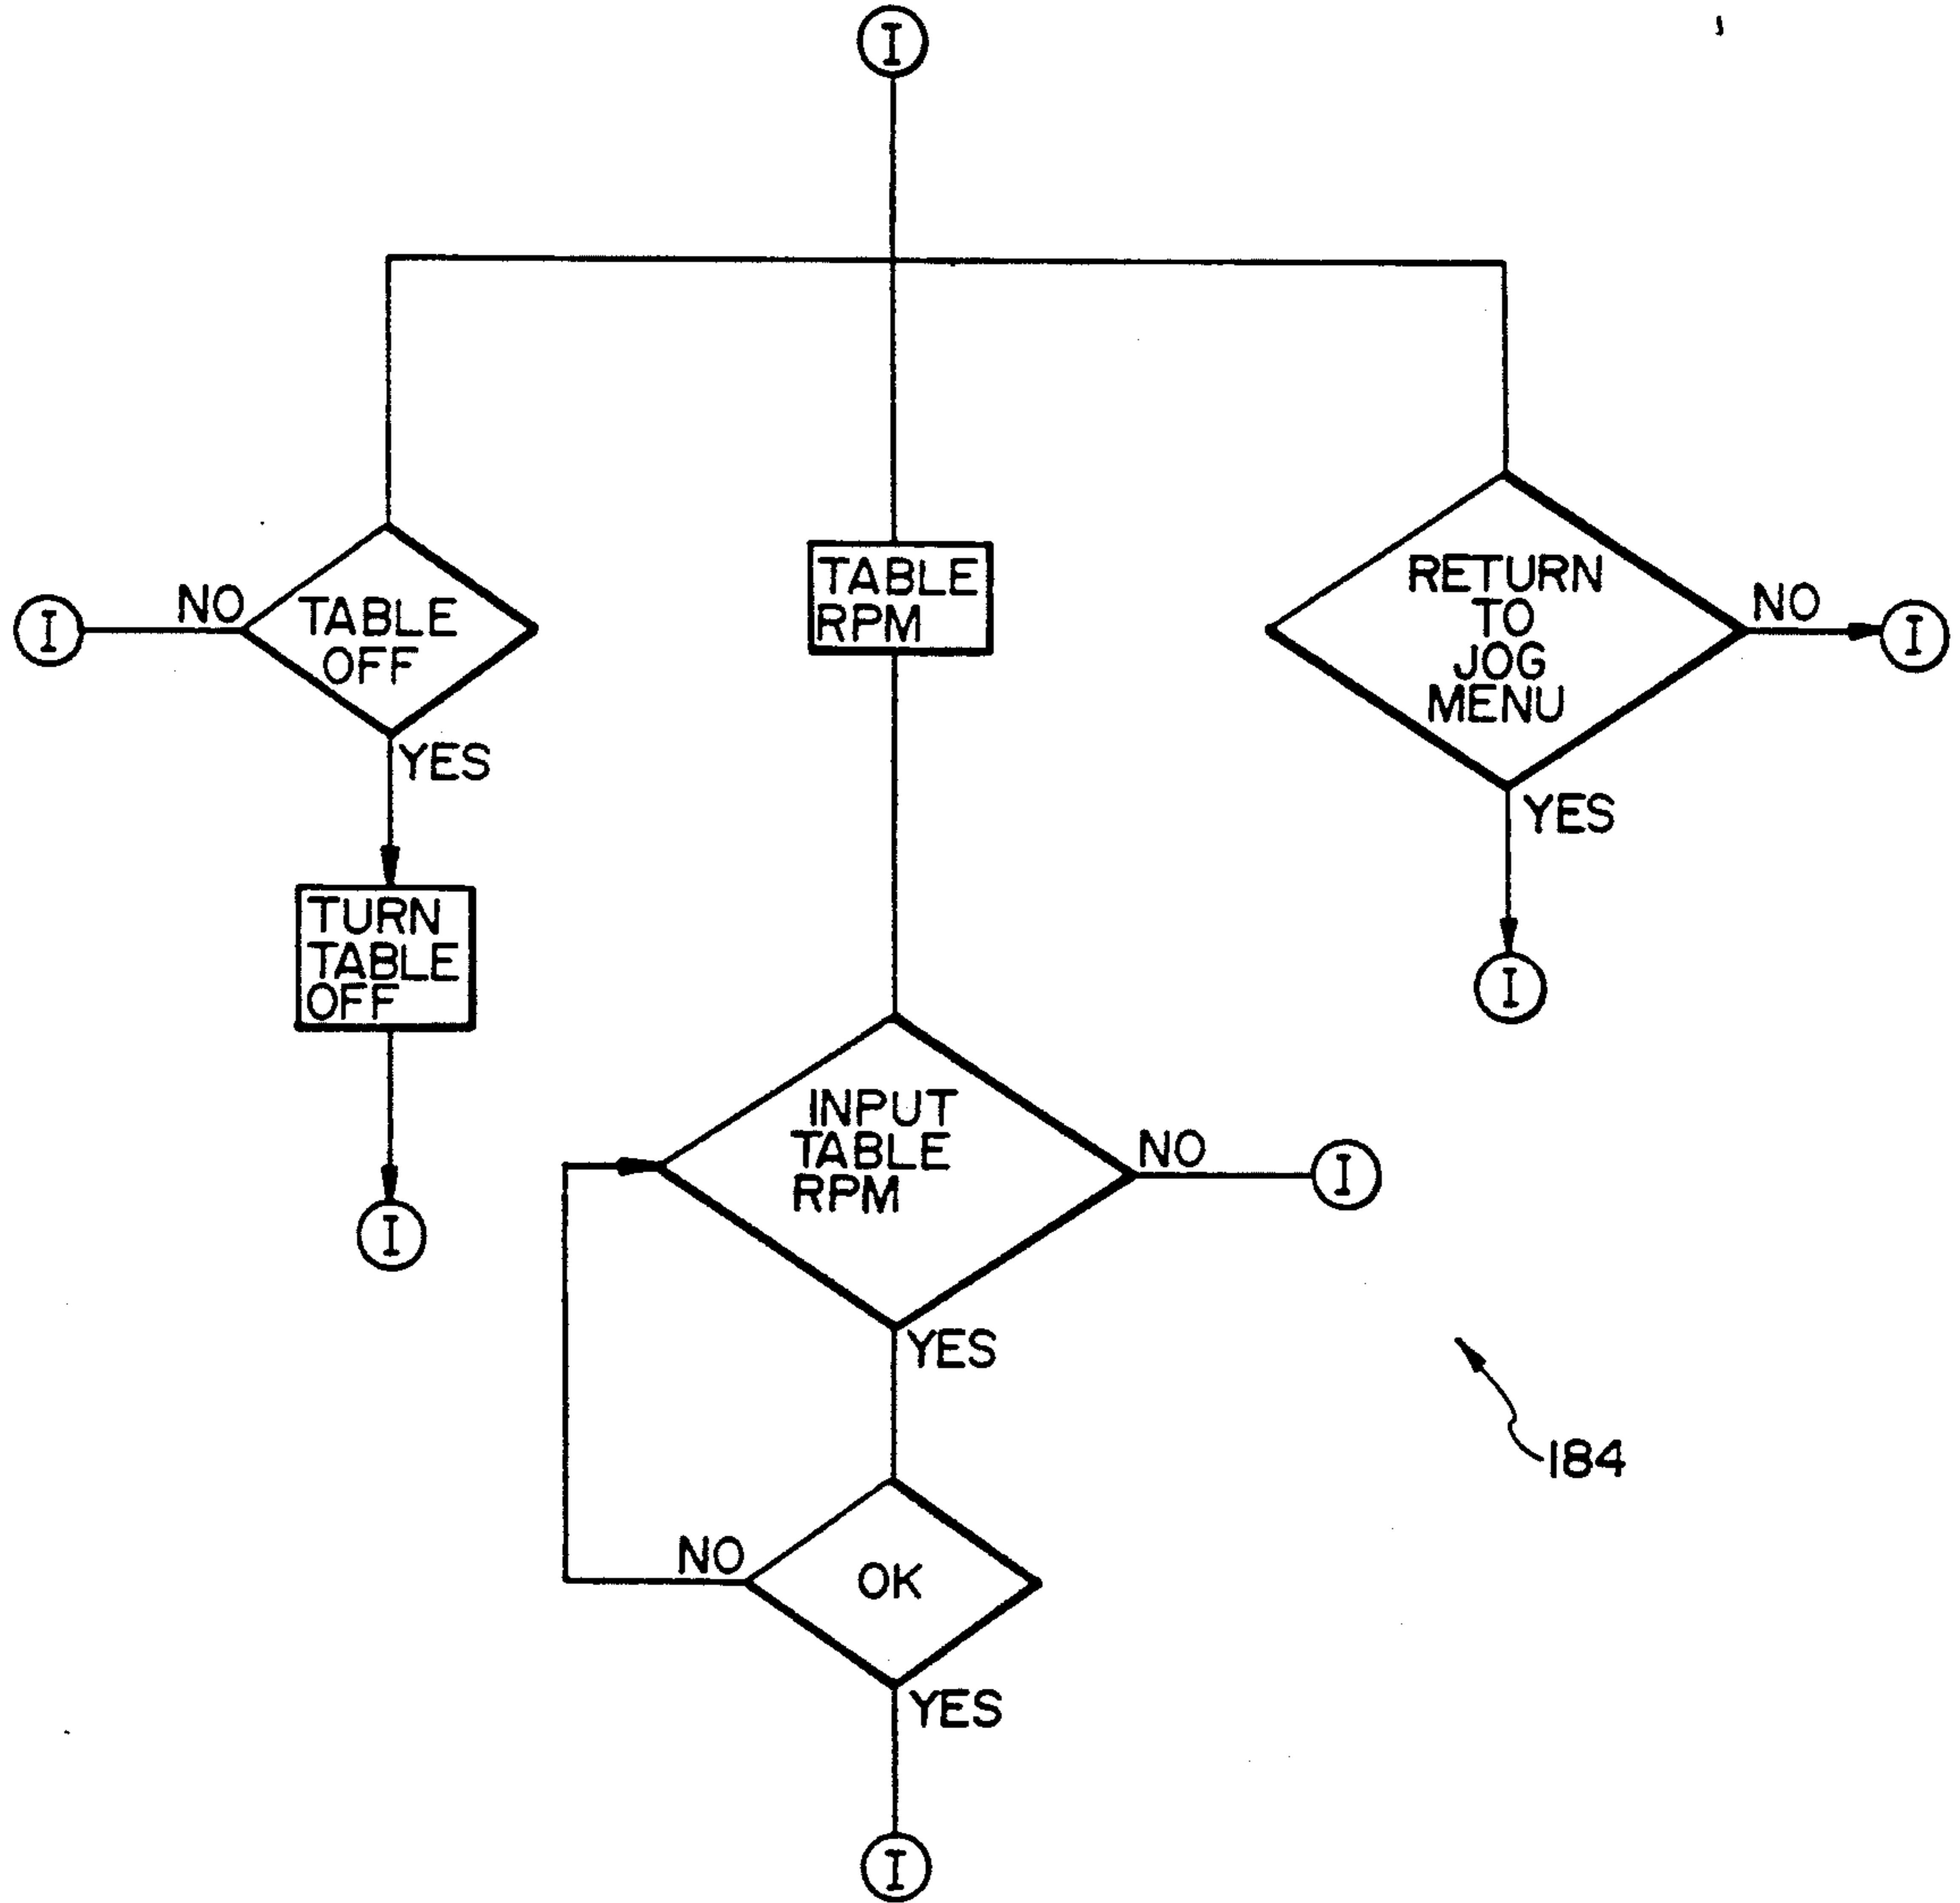 I
NO
TABLE
OFF
I
YES
TURN
TABLE
OFF
I
TABLE
RPM
INPUT
TABLE
RPM
NO
I
YES
OK
NO
YES
I
RETURN
TO
JOG
MENU
NO
I
YES
I
184